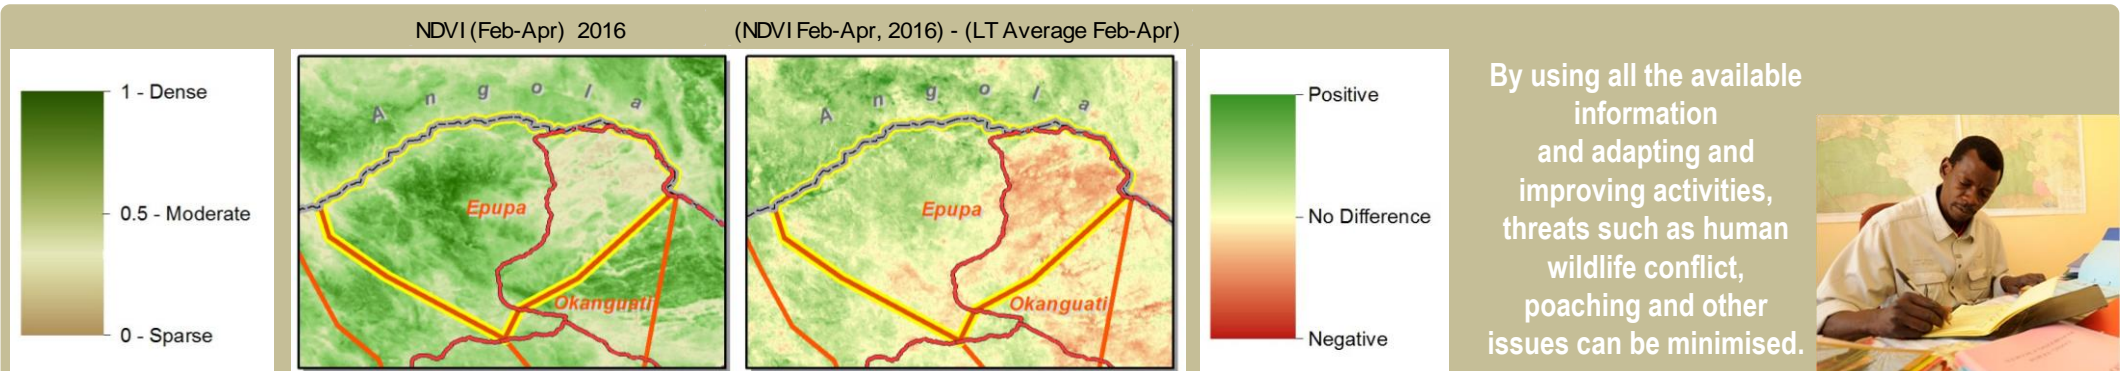 NDVI (Feb-Apr) 2016
(NDVI Feb-Apr, 2016) - (LT Average Feb-Apr)
1 - Dense
0.5 - Moderate
0 - Sparse
Angola
Epupa
Okanguati
Angola
Epupa
Okanguati
Positive
No Difference
Negative
By using all the available
information
and adapting and
improving activities,
threats such as human
wildlife conflict,
poaching and other
issues can be minimised.